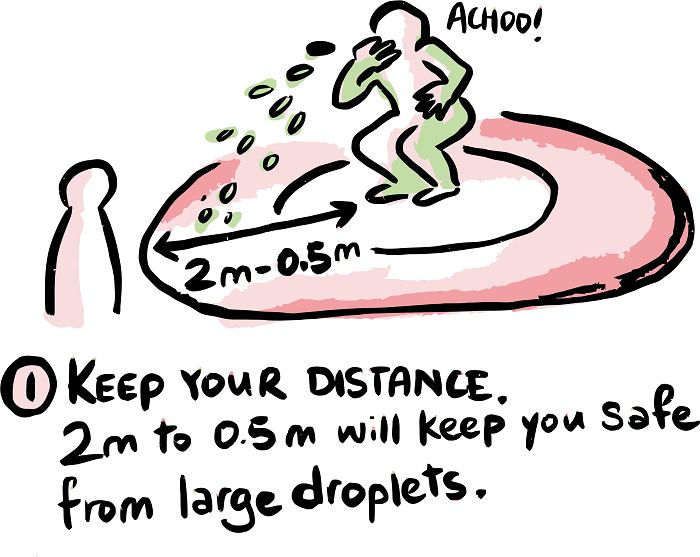 ACHOO!
2m-0.5m
1 KEEP YOUR DISTANCE.
2m to 0.5m will keep you safe
from large droplets.